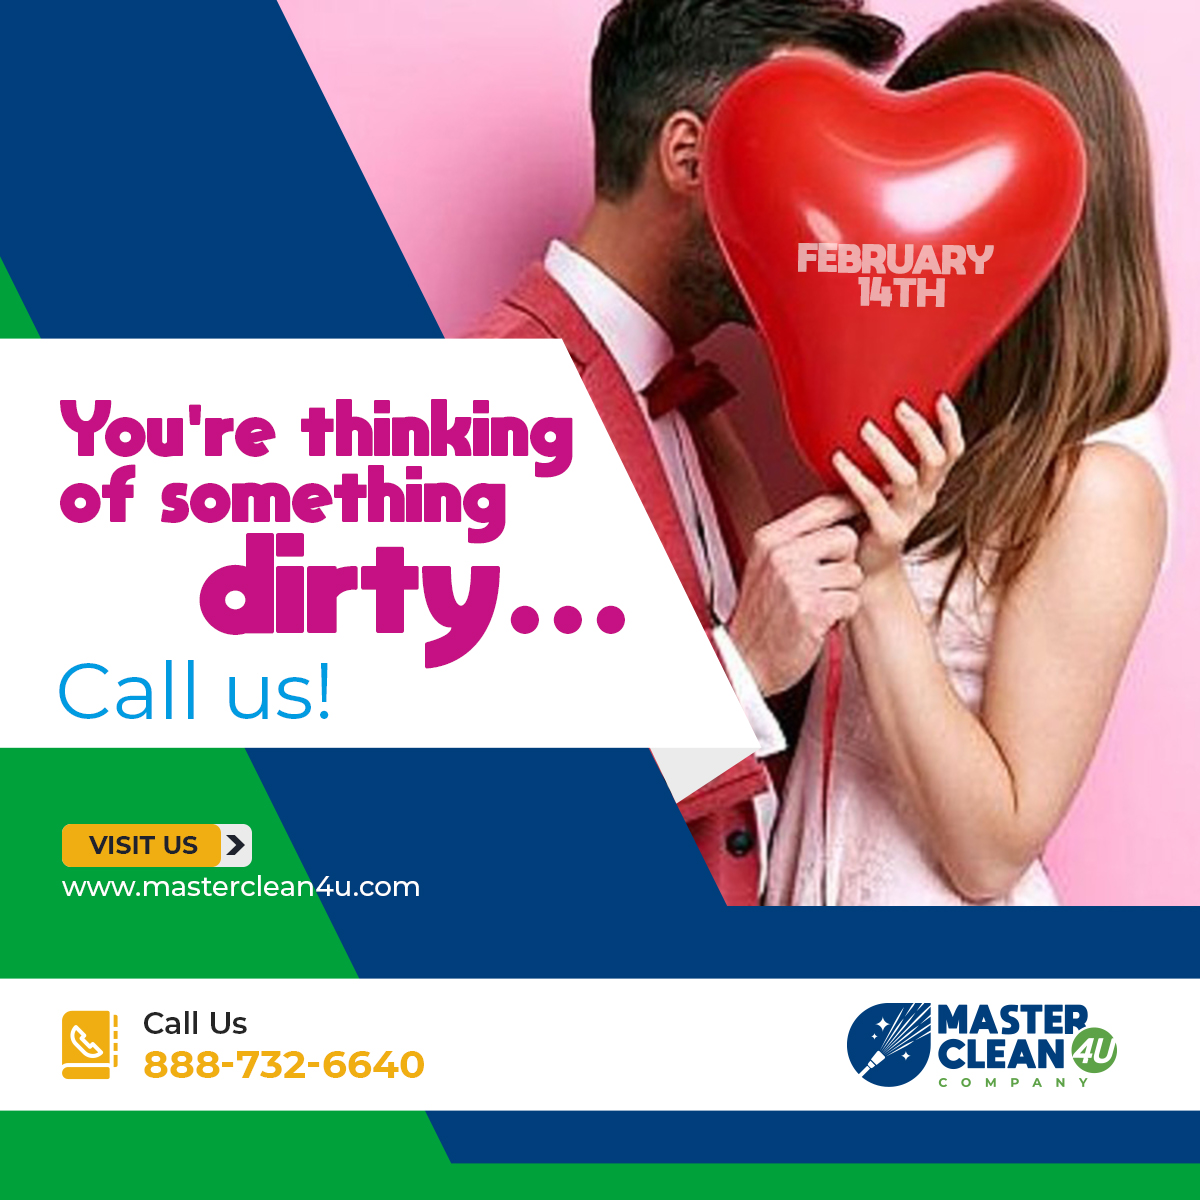 FEBRUARY
14TH
You're thinking
of something
dirty...
Call us!
VISIT US
www.masterclean4u.com
Call Us
888-732-6640
MASTER
CLEAN 4U
COMPANY